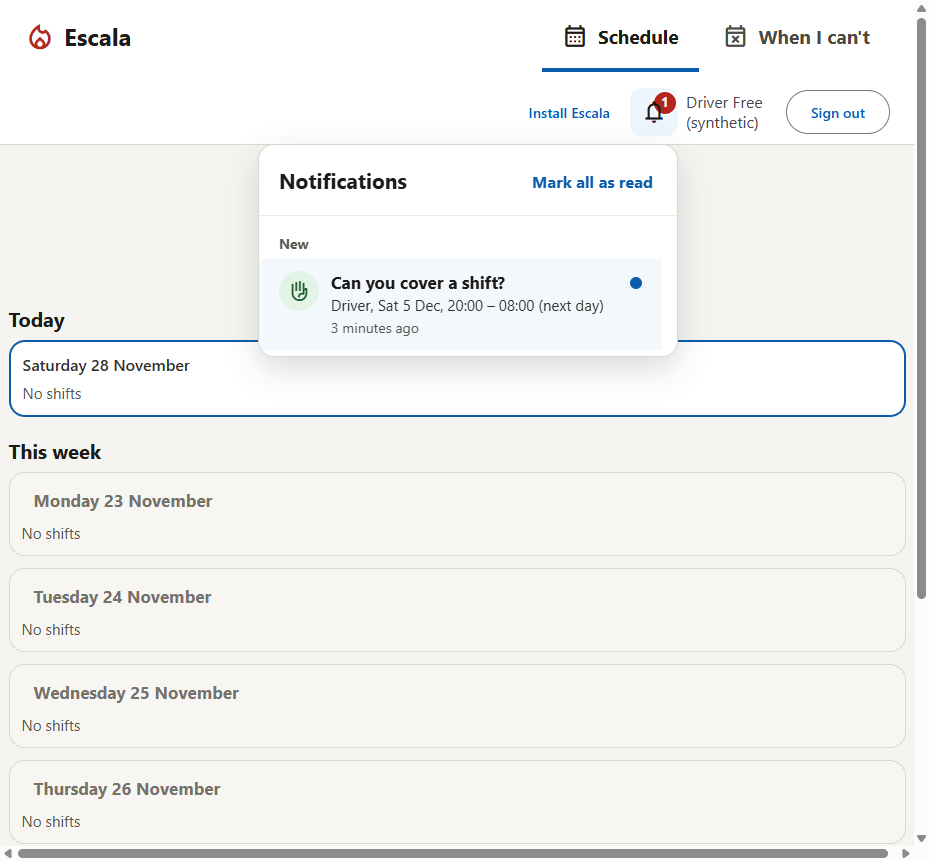 Escala
Schedule
When I can't
Install Escala
1
Driver Free
(synthetic)
Sign out
Notifications
Mark all as read
New
Can you cover a shift?
Driver, Sat 5 Dec, 20:00 – 08:00 (next day)
3 minutes ago
Today
Saturday 28 November
No shifts
This week
Monday 23 November
No shifts
Tuesday 24 November
No shifts
Wednesday 25 November
No shifts
Thursday 26 November
No shifts